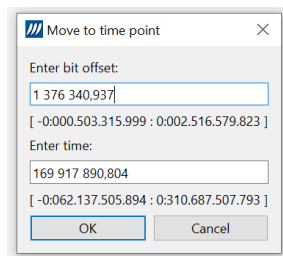 Move to time point
Enter bit offset:
1 376 340,937
[ -0:000.503.315.999 : 0:002.516.579.823 ]
Enter time:
169 917 890,804
[ -0:062.137.505.894 : 0:310.687.507.793 ]
OK Cancel